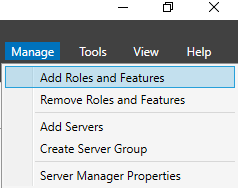 Manage Tools View Help
Add Roles and Features
Remove Roles and Features
Add Servers
Create Server Group
Server Manager Properties